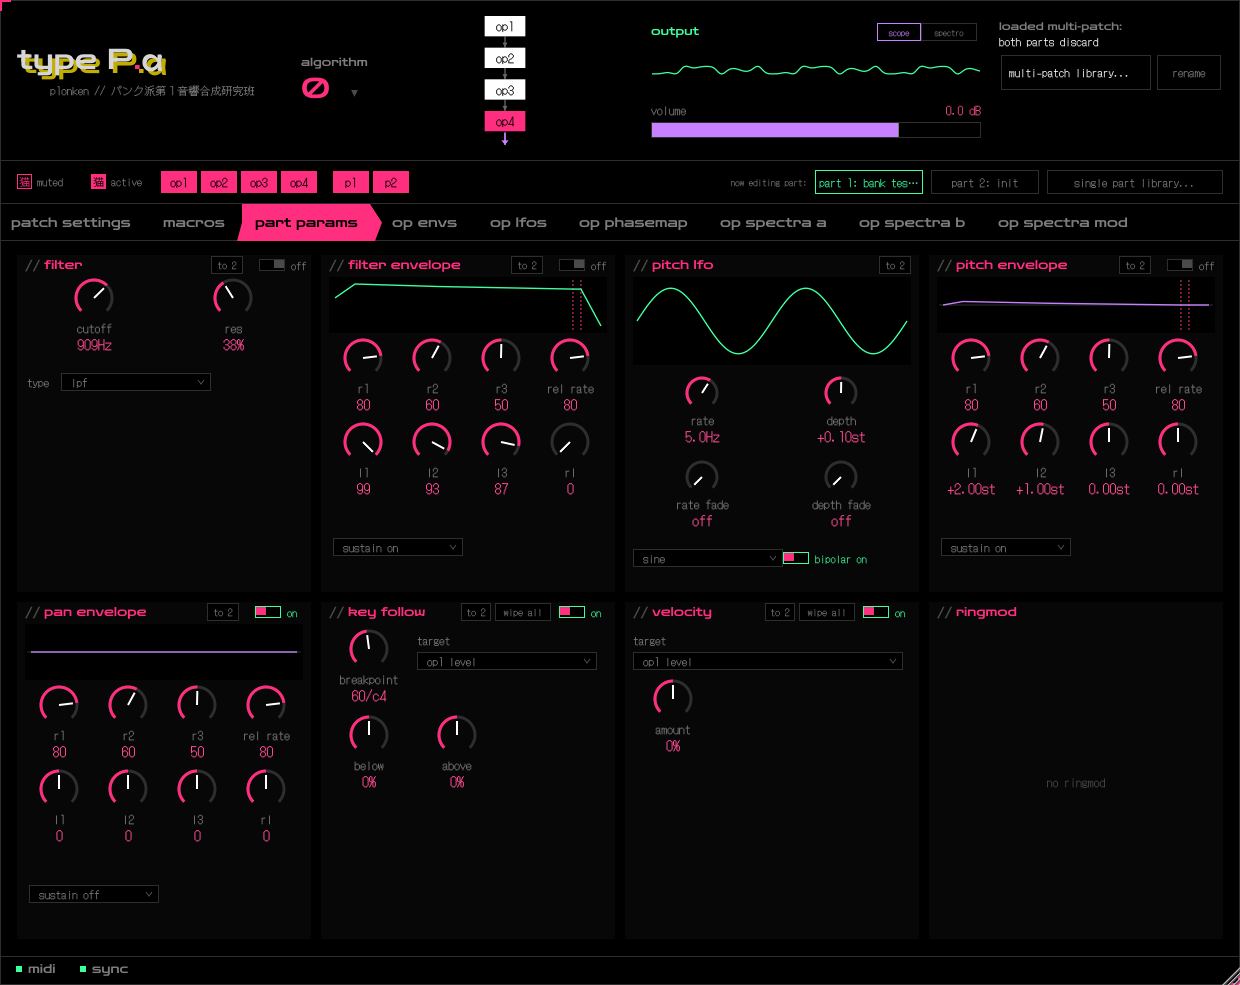 type P.a
plonken // パンク派第1音響合成研究班
algorithm
0
op1
op2
op3
op4
output
scope
spectro
volume
0.0 dB
loaded multi-patch:
both parts discard
multi-patch library...
rename
猫 muted
猫 active
op1
op2
op3
op4
p1
p2
now editing part:
part 1: bank tes…
part 2: init
single part library...
patch settings
macros
part params
op envs
op lfos
op phasemap
op spectra a
op spectra b
op spectra mod
// filter
to 2
off
cutoff
909Hz
res
38%
type
lpf
// filter envelope
to 2
off
r1
r2
r3
rel rate
80
60
50
80
l1
l2
l3
rl
99
93
87
0
sustain on
// pitch lfo
to 2
rate
depth
5.0Hz
+0.10st
rate fade
depth fade
off
off
sine
bipolar on
// pitch envelope
to 2
off
r1
r2
r3
rel rate
80
60
50
80
l1
l2
l3
rl
+2.00st
+1.00st
0.00st
0.00st
sustain on
// pan envelope
to 2
on
r1
r2
r3
rel rate
80
60
50
80
l1
l2
l3
rl
0
0
0
0
sustain off
// key follow
to 2
wipe all
on
breakpoint
60/c4
target
op1 level
below
above
0%
0%
// velocity
to 2
wipe all
on
target
op1 level
amount
0%
// ringmod
no ringmod
midi
sync